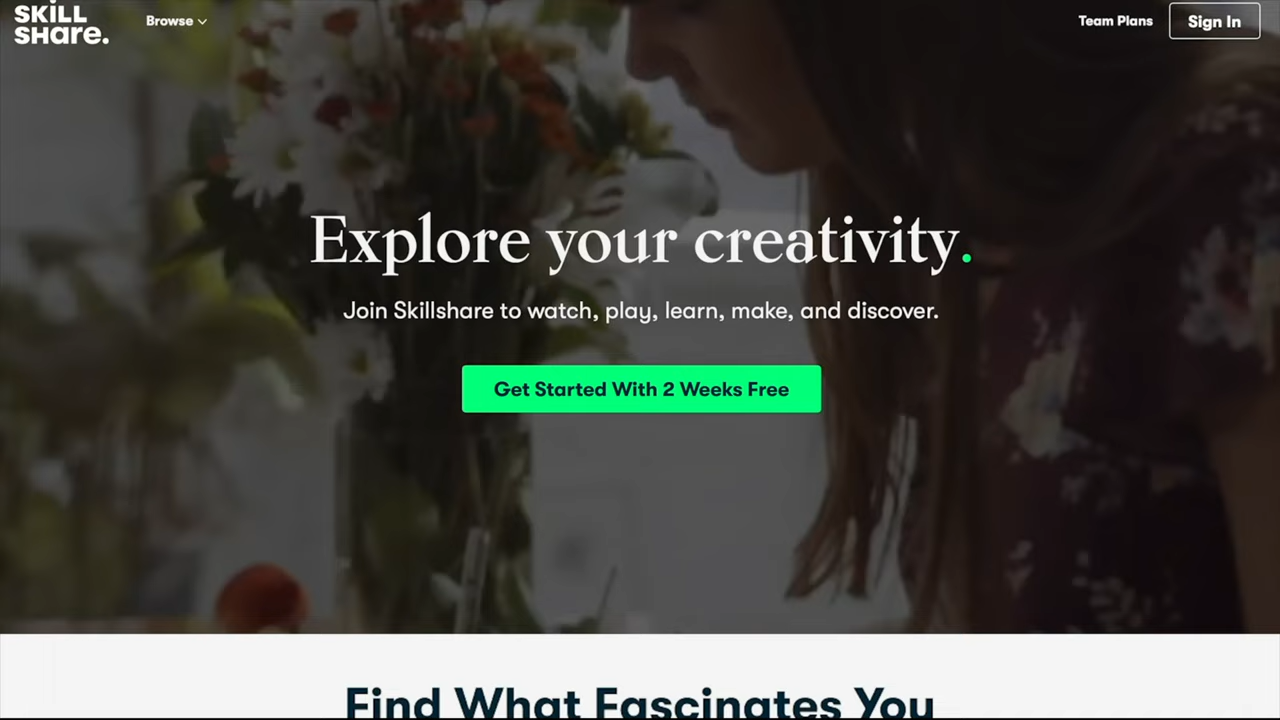 SKiLL
SHare.
Browse
Team Plans
Sign In
Explore your creativity.
Join Skillshare to watch, play, learn, make, and discover.
Get Started With 2 Weeks Free
Find What Fascinates You